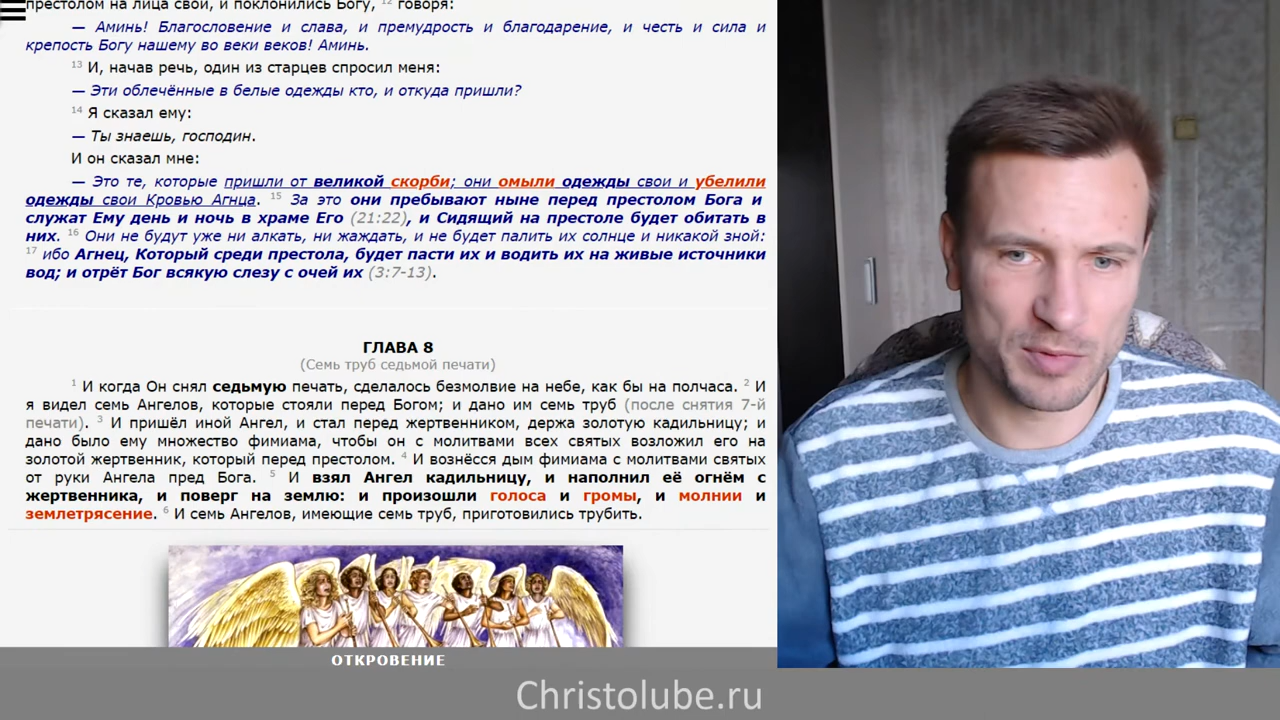 престолом на лица свои, и поклонились Богу, 12 говоря:
— Аминь! Благословение и слава, и премудрость и благодарение, и честь и сила и
крепость Богу нашему во веки веков! Аминь.
13 И, начав речь, один из старцев спросил меня:
— Эти облечённые в белые одежды кто, и откуда пришли?
14 Я сказал ему:
— Ты знаешь, господин.
И он сказал мне:
— Это те, которые пришли от великой скорби; они омыли одежды свои и убелили
одежды свои Кровью Агнца. 15 За это они пребывают ныне перед престолом Бога и
служат Ему день и ночь в храме Его (21:22), и Сидящий на престоле будет обитать в
них. 16 Они не будут уже ни алкать, ни жаждать, и не будет палить их солнце и никакой зной:
17 ибо Агнец, Который среди престола, будет пасти их и водить их на живые источники
вод; и отрёт Бог всякую слезу с очей их (3:7-13).
ГЛАВА 8
(Семь труб седьмой печати)
1 И когда Он снял седьмую печать, сделалось безмолвие на небе, как бы на полчаса. 2 И
я видел семь Ангелов, которые стояли перед Богом; и дано им семь труб (после снятия 7-й
печати). 3 И пришёл иной Ангел, и стал перед жертвенником, держа золотую кадильницу; и
дано было ему множество фимиама, чтобы он с молитвами всех святых возложил его на
золотой жертвенник, который перед престолом. 4 И вознёсся дым фимиама с молитвами святых
от руки Ангела пред Бога. 5 И взял Ангел кадильницу, и наполнил её огнём с
жертвенника, и поверг на землю: и произошли голоса и громы, и молнии и
землетрясение. 6 И семь Ангелов, имеющие семь труб, приготовились трубить.
ОТКРОВЕНИЕ
Christolube.ru